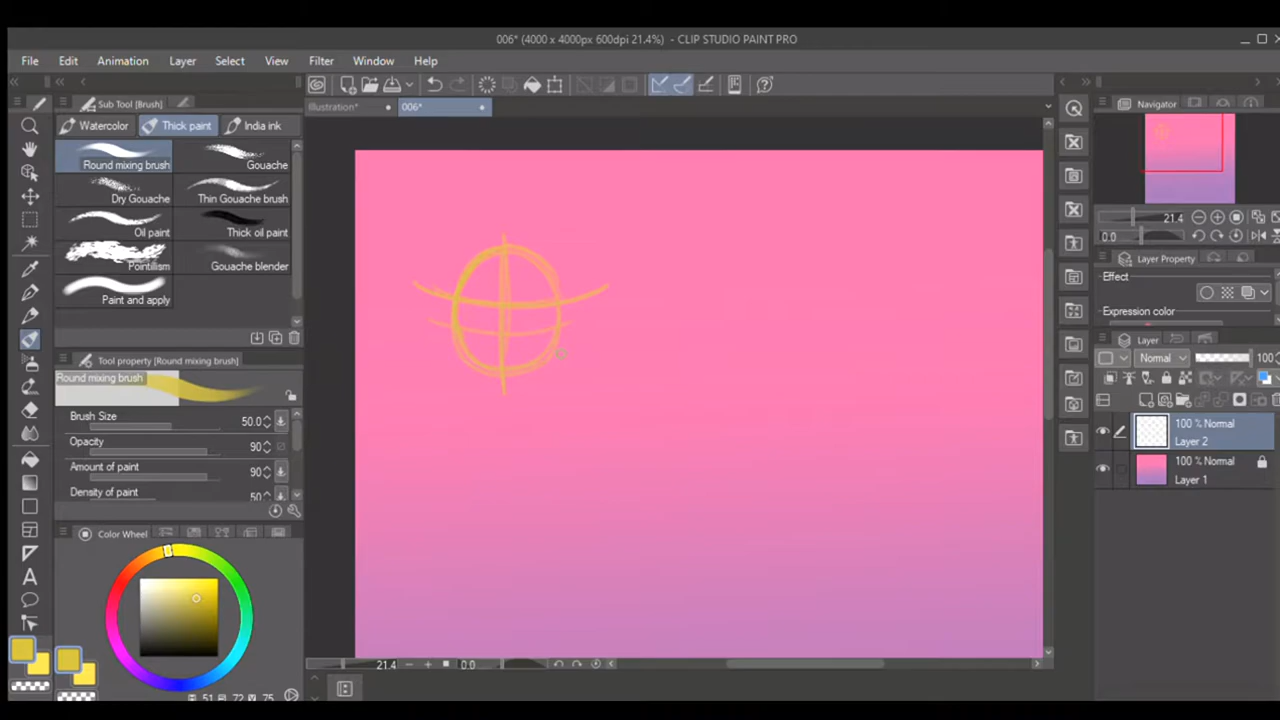 006* (4000 x 4000px 600dpi 21.4%) - CLIP STUDIO PAINT PRO
File Edit Animation Layer Select View Filter Window Help
Sub Tool [Brush]
Illustration* 006*
Navigator
Watercolor Thick paint India ink
Round mixing brush Gouache
Dry Gouache Thin Gouache brush
Oil paint Thick oil paint
Pointillism Gouache blender
Paint and apply
21.4
0.0
Layer Property
Effect
Expression color
Layer
Normal 100
100 % Normal
Layer 2
100 % Normal
Layer 1
Tool property [Round mixing brush]
Round mixing brush
Brush Size 50.0
Opacity 90
Amount of paint 90
Density of paint 50
Color Wheel
21.4 0.0
51 72 75